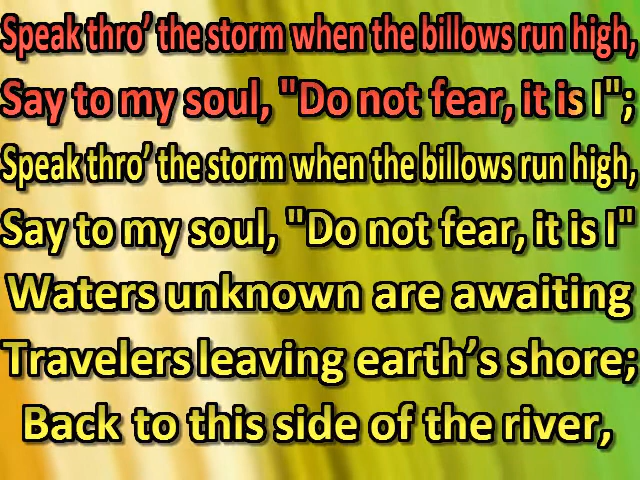 Speak thro’ the storm when the billows run high,
Say to my soul, "Do not fear, it is I";
Speak thro’ the storm when the billows run high,
Say to my soul, "Do not fear, it is I"
Waters unknown are awaiting
Travelers leaving earth’s shore;
Back to this side of the river,